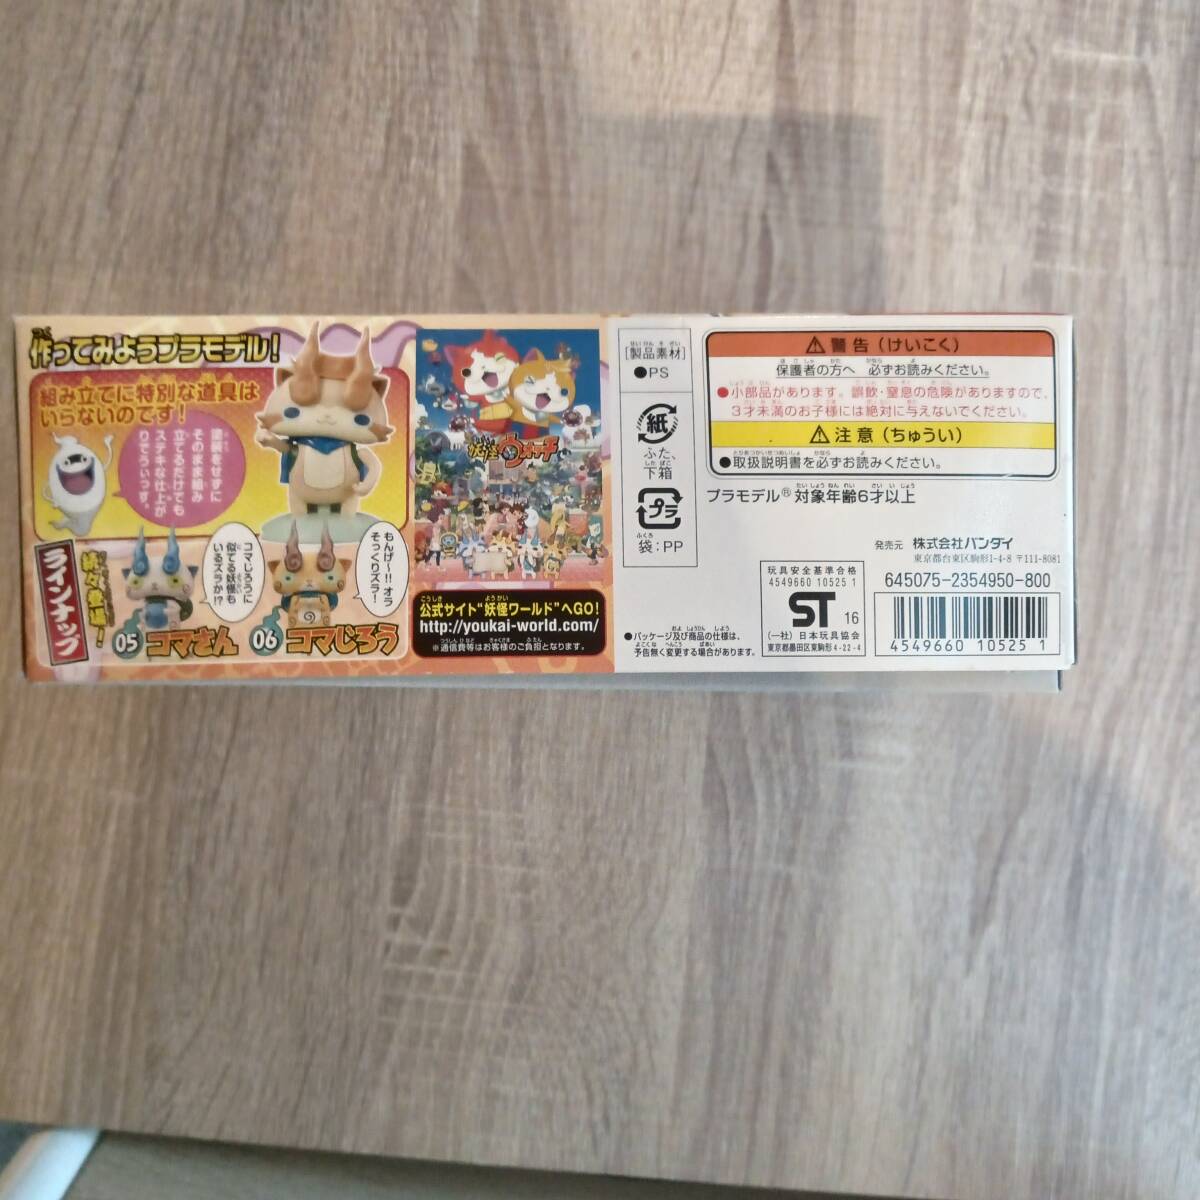 作ってみようプラモデル!
組み立てに特別な道具は
いらないのです!
塗装をせずに
そのまま組み
立てるだけでも
ステキな仕上が
りでうぃっす。
続々登場!
ラインナップ
コマじろうに
似てる妖怪も
いるズラか!?
もんげ〜!!オラ
そっくりズラ!
05 コマさん
06 コマじろう
妖怪ウォッチ
公式サイト“妖怪ワールド”へGO!
http://youkai-world.com/
※通信費等はお客様のご負担となります。
[製品素材]
●PS
紙
ふた、
下箱
プラ
袋:PP
警告(けいこく)
保護者の方へ 必ずお読みください。
●小部品があります。誤飲・窒息の危険がありますので、
3才未満のお子様には絶対に与えないでください。
注意(ちゅうい)
●取扱説明書を必ずお読みください。
プラモデル® 対象年齢6才以上
発売元 株式会社バンダイ
東京都台東区駒形1-4-8 〒111-8081
●パッケージ及び商品の仕様は、
予告無く変更する場合があります。
玩具安全基準合格
4549660 10525 1
ST 16
(一社)日本玩具協会
東京都墨田区東駒形4-22-4
645075-2354950-800
4549660 105251